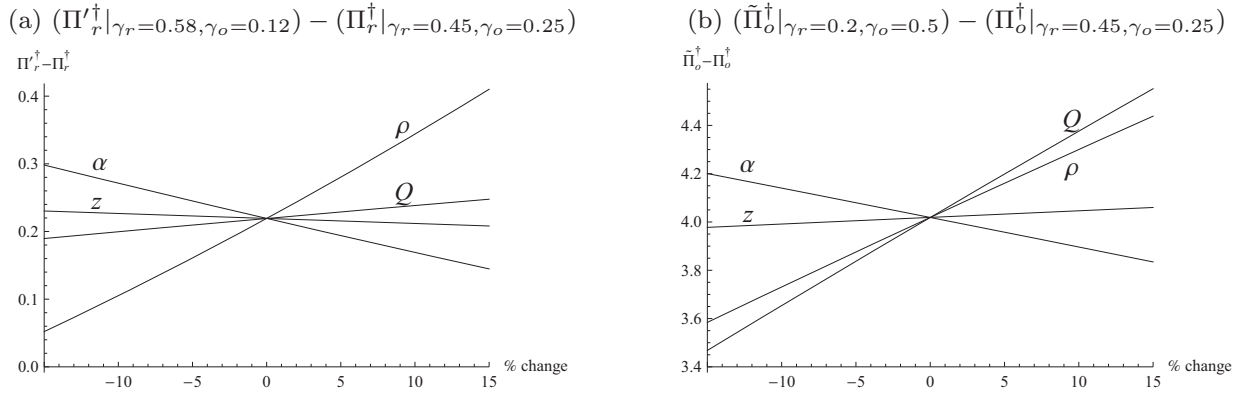 (a) (Π′†r|γr=0.58,γo=0.12) − (Π†r|γr=0.45,γo=0.25)
Π′†r−Π†r
0.4
ρ
0.3
α
z
Q
0.2
0.1
0.0
−10 −5 0 5 10 15 % change
(b) (Π̃†o|γr=0.2,γo=0.5) − (Π†o|γr=0.45,γo=0.25)
Π̃†o−Π†o
Q
4.4
ρ
α
4.2
z
4.0
3.8
3.6
3.4
−10 −5 0 5 10 15 % change